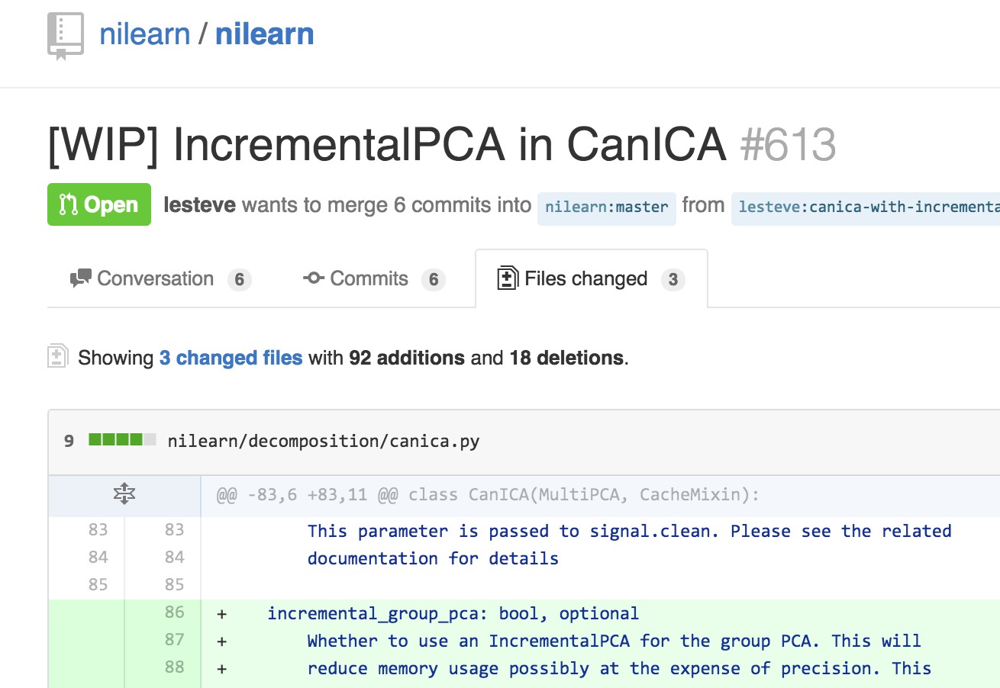 nilearn / nilearn
[WIP] IncrementalPCA in CanICA #613
Open lesteve wants to merge 6 commits into nilearn:master from lesteve:canica-with-incrementa
Conversation 6 Commits 6 Files changed 3
Showing 3 changed files with 92 additions and 18 deletions.
9 nilearn/decomposition/canica.py
@@ -83,6 +83,11 @@ class CanICA(MultiPCA, CacheMixin):
83 83 This parameter is passed to signal.clean. Please see the related
84 84 documentation for details
85 85
86 + incremental_group_pca: bool, optional
87 + Whether to use an IncrementalPCA for the group PCA. This will
88 + reduce memory usage possibly at the expense of precision. This